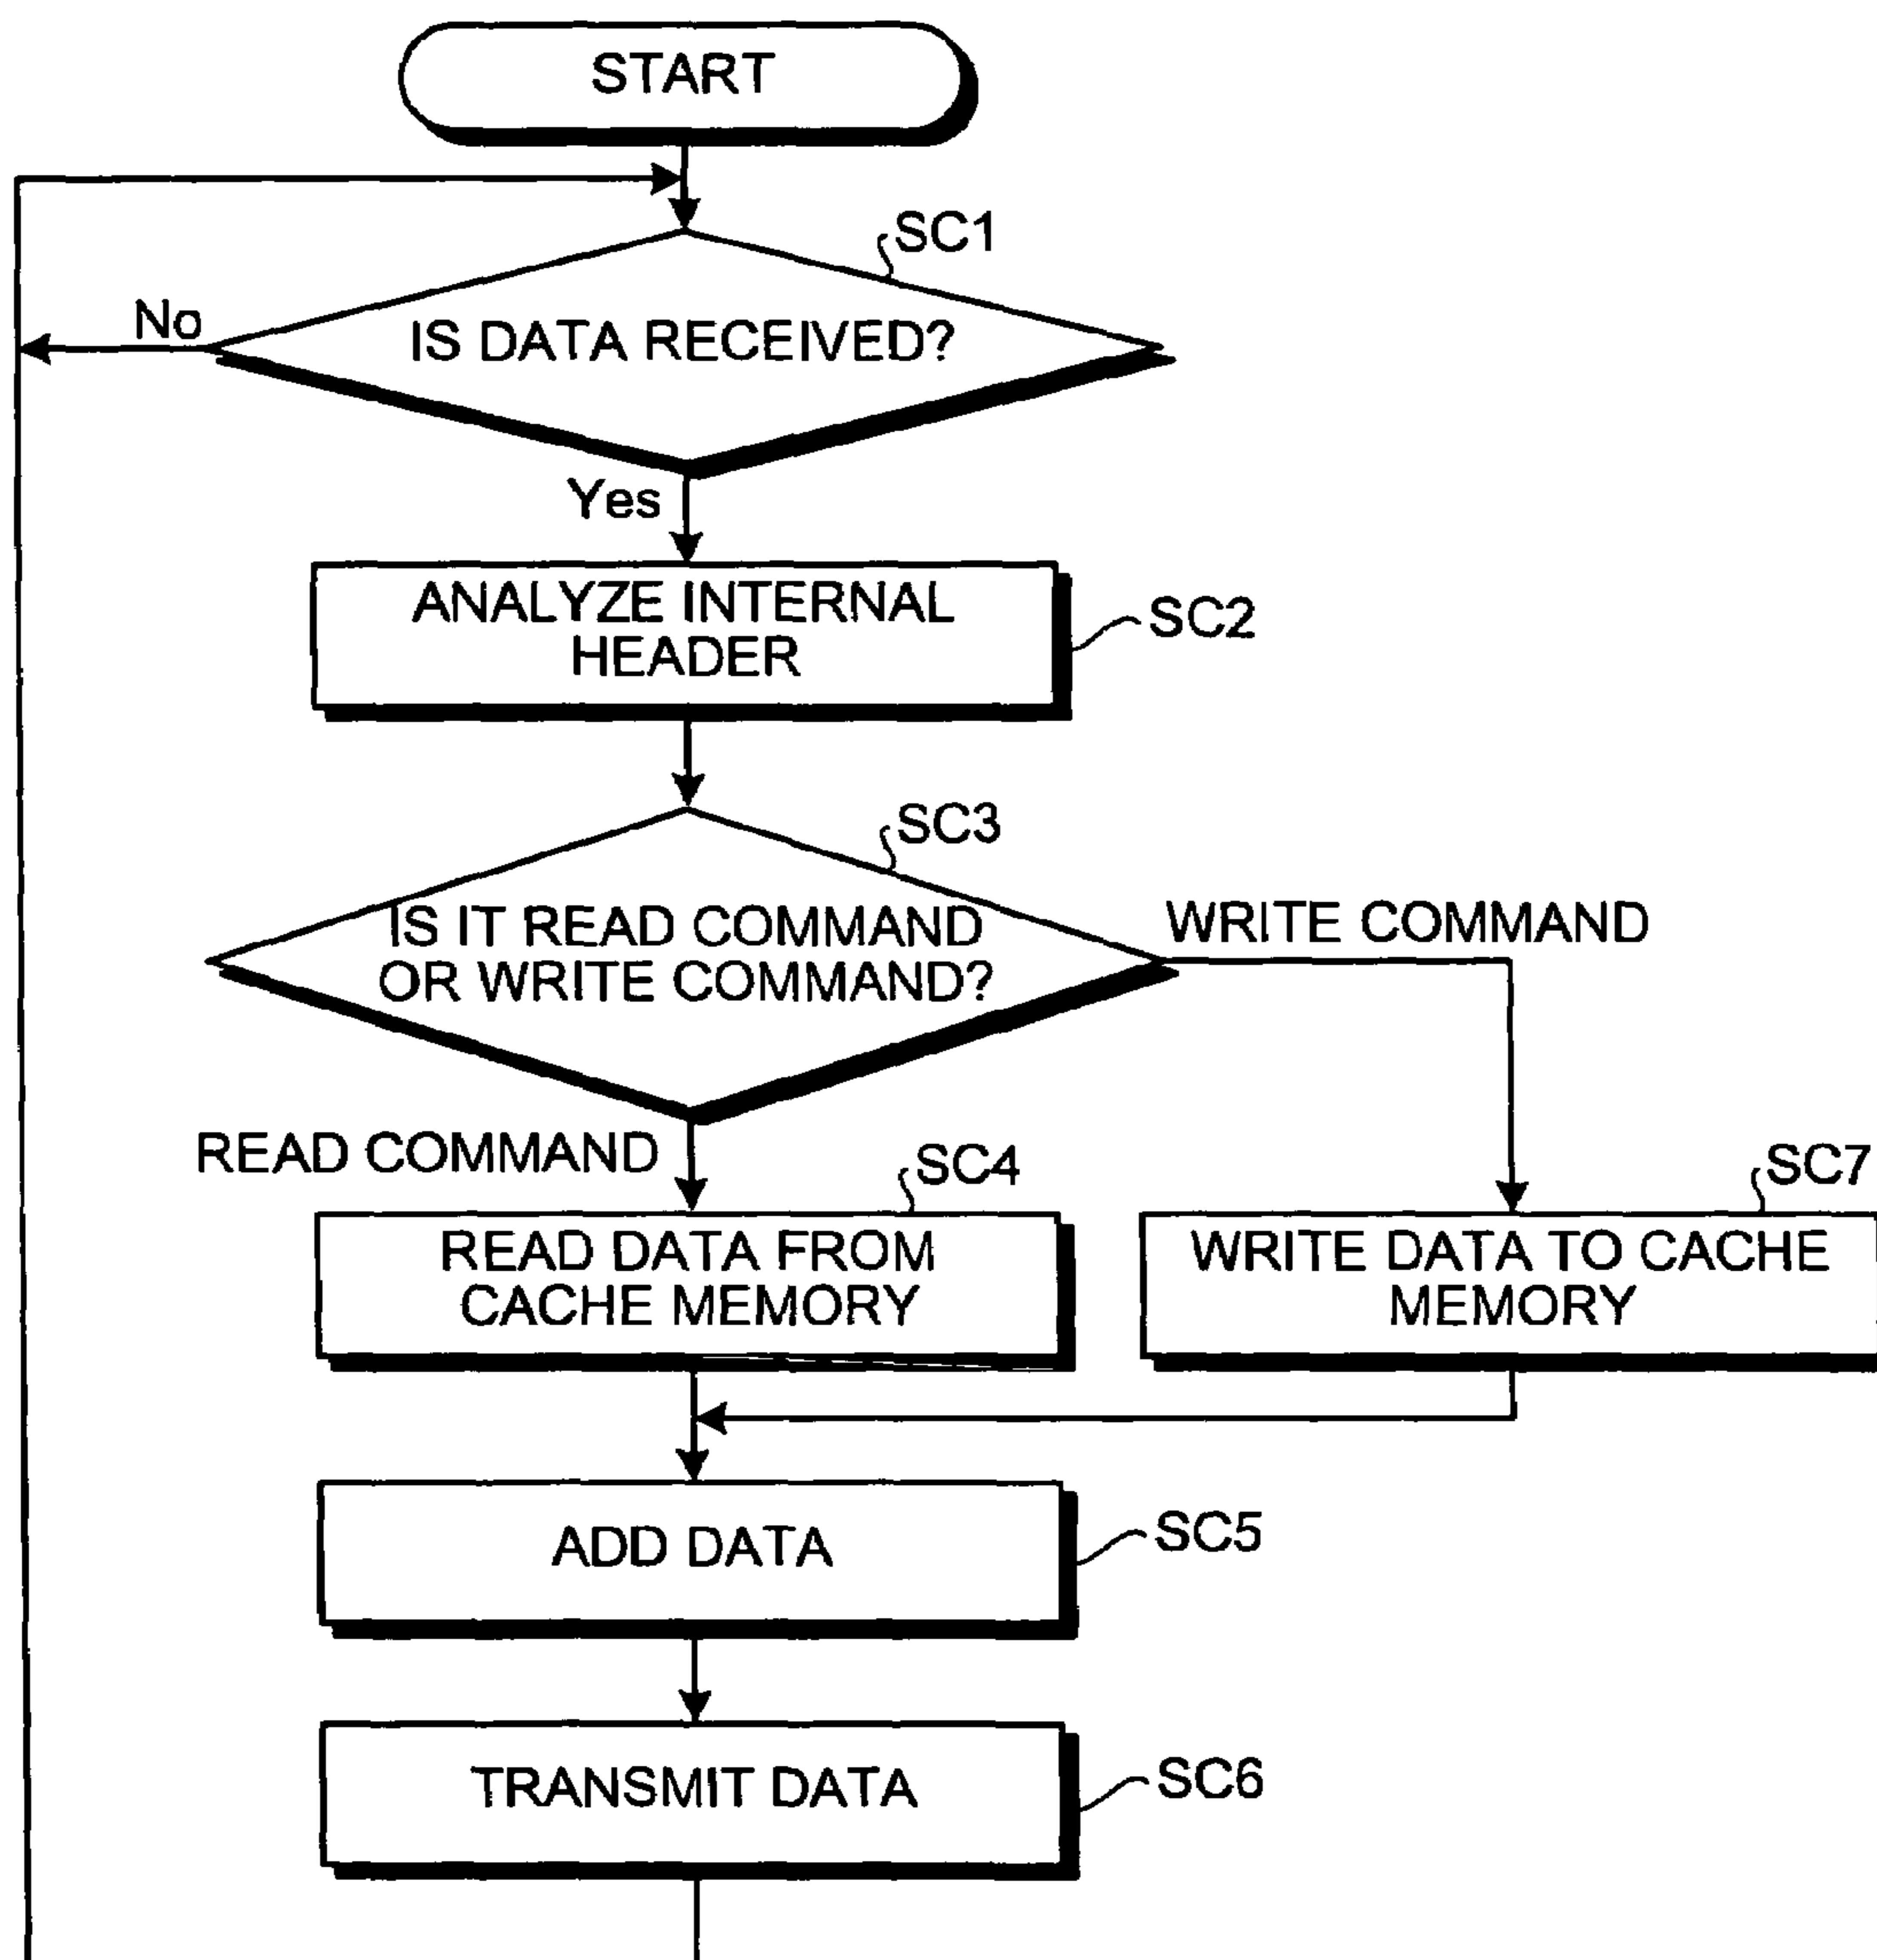 START
SC1
No
IS DATA RECEIVED?
Yes
ANALYZE INTERNAL
HEADER
SC2
SC3
IS IT READ COMMAND
OR WRITE COMMAND?
WRITE COMMAND
READ COMMAND
SC4
SC7
READ DATA FROM
CACHE MEMORY
WRITE DATA TO CACHE
MEMORY
ADD DATA
SC5
TRANSMIT DATA
SC6